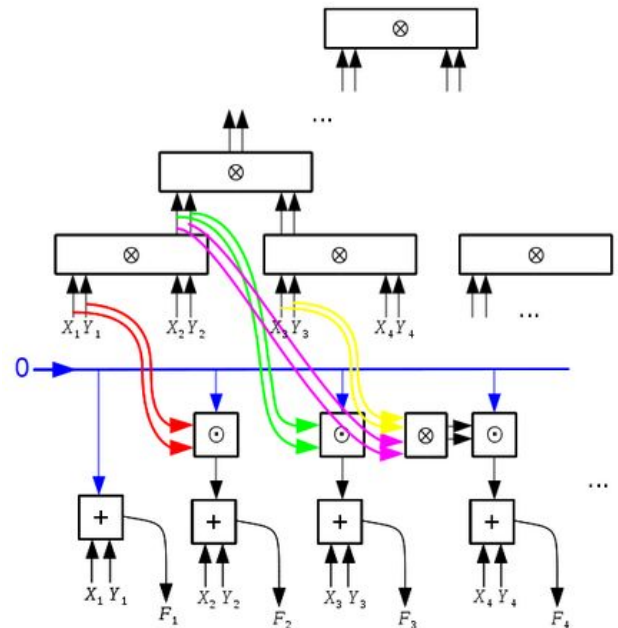 ⊗
...
⊗
⊗ ⊗
X₁ Y₁ X₂ Y₂ X₃ Y₃ X₄ Y₄ ...
0
⊙ ⊙ ⊗ ⊙
...
+ + + +
X₁ Y₁ F₁ X₂ Y₂ F₂ X₃ Y₃ F₃ X₄ Y₄ F₄